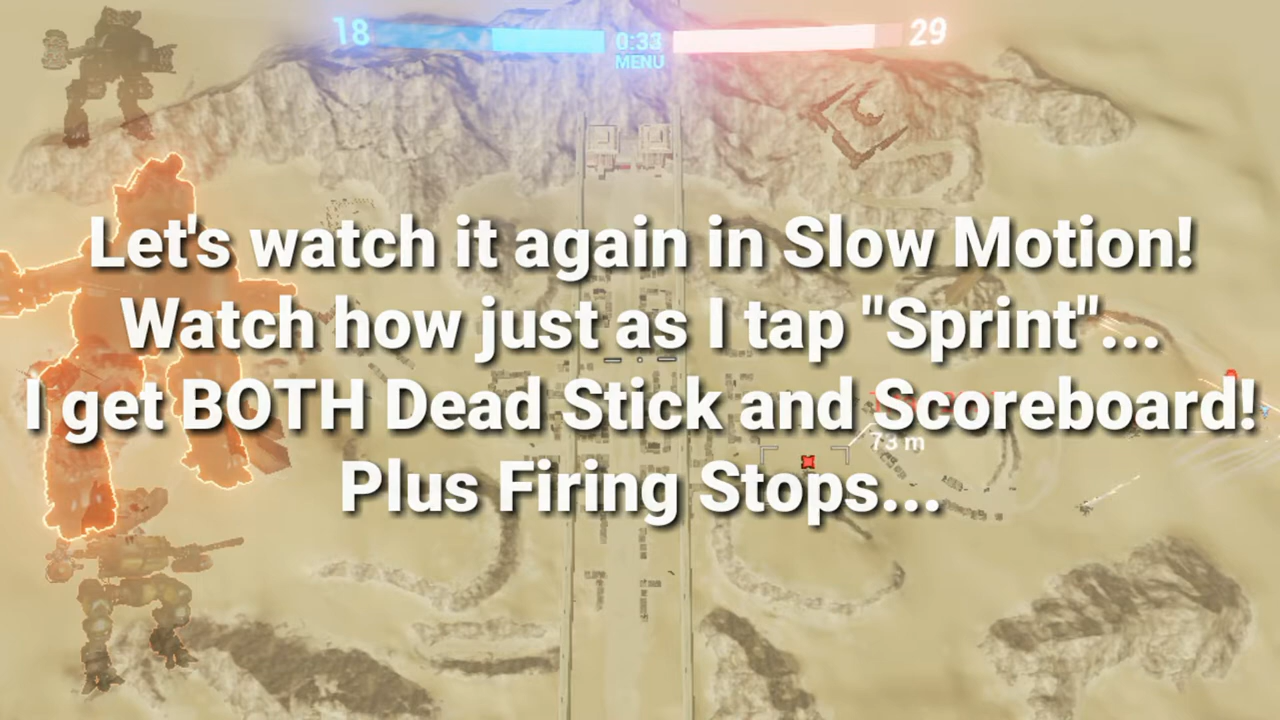 18
0:33
29
MENU
Let's watch it again in Slow Motion!
Watch how just as I tap "Sprint"...
I get BOTH Dead Stick and Scoreboard!
73 m
Plus Firing Stops...